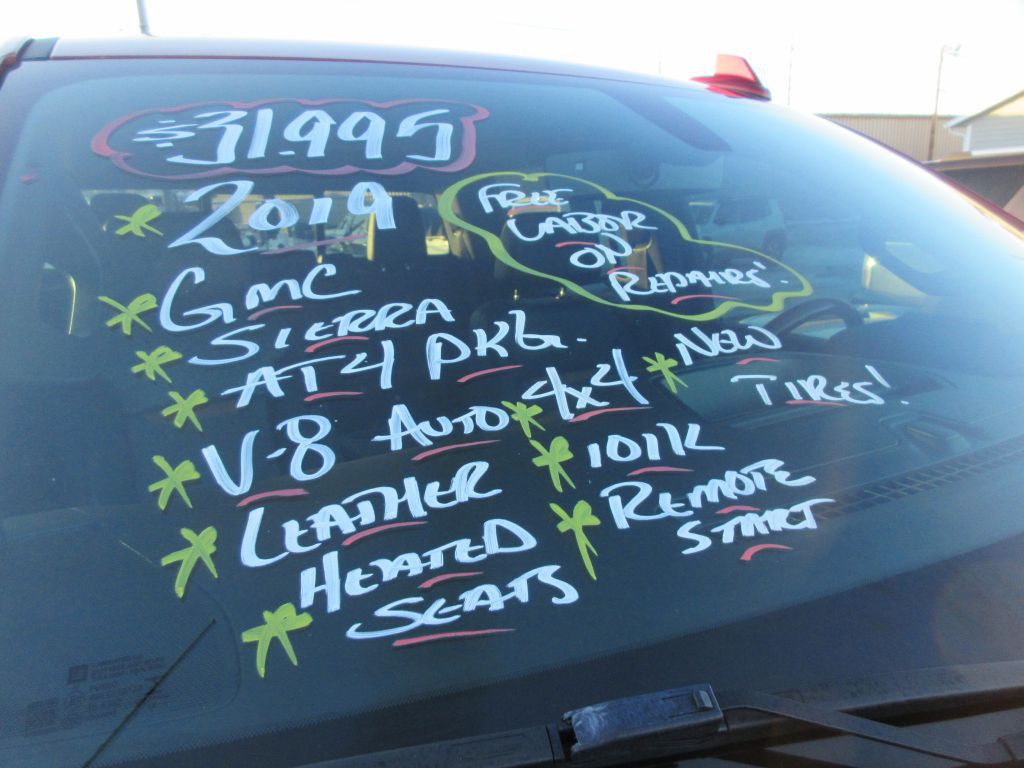 $31,995
2019
FREE
LABOR
ON
REPAIRS!
GMC
SIERRA
AT4 PKG.
NEW
TIRES!
V-8 AUTO 4x4
101K
LEATHER
REMOTE
START
HEATED
SEATS